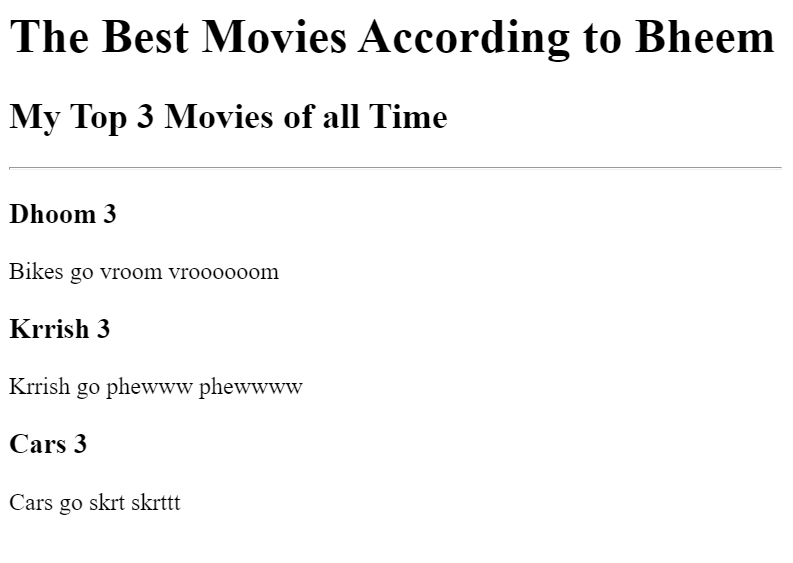 The Best Movies According to Bheem
My Top 3 Movies of all Time
Dhoom 3
Bikes go vroom vroooooom
Krrish 3
Krrish go phewww phewwww
Cars 3
Cars go skrt skrttt